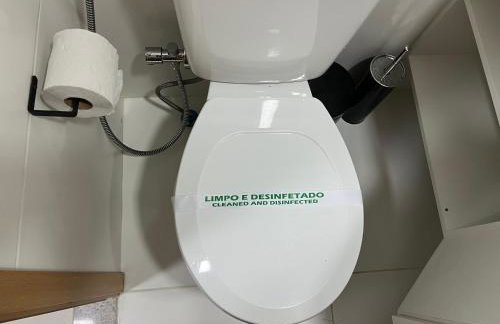 LIMPO E DESINFETADO
CLEANED AND DISINFECTED